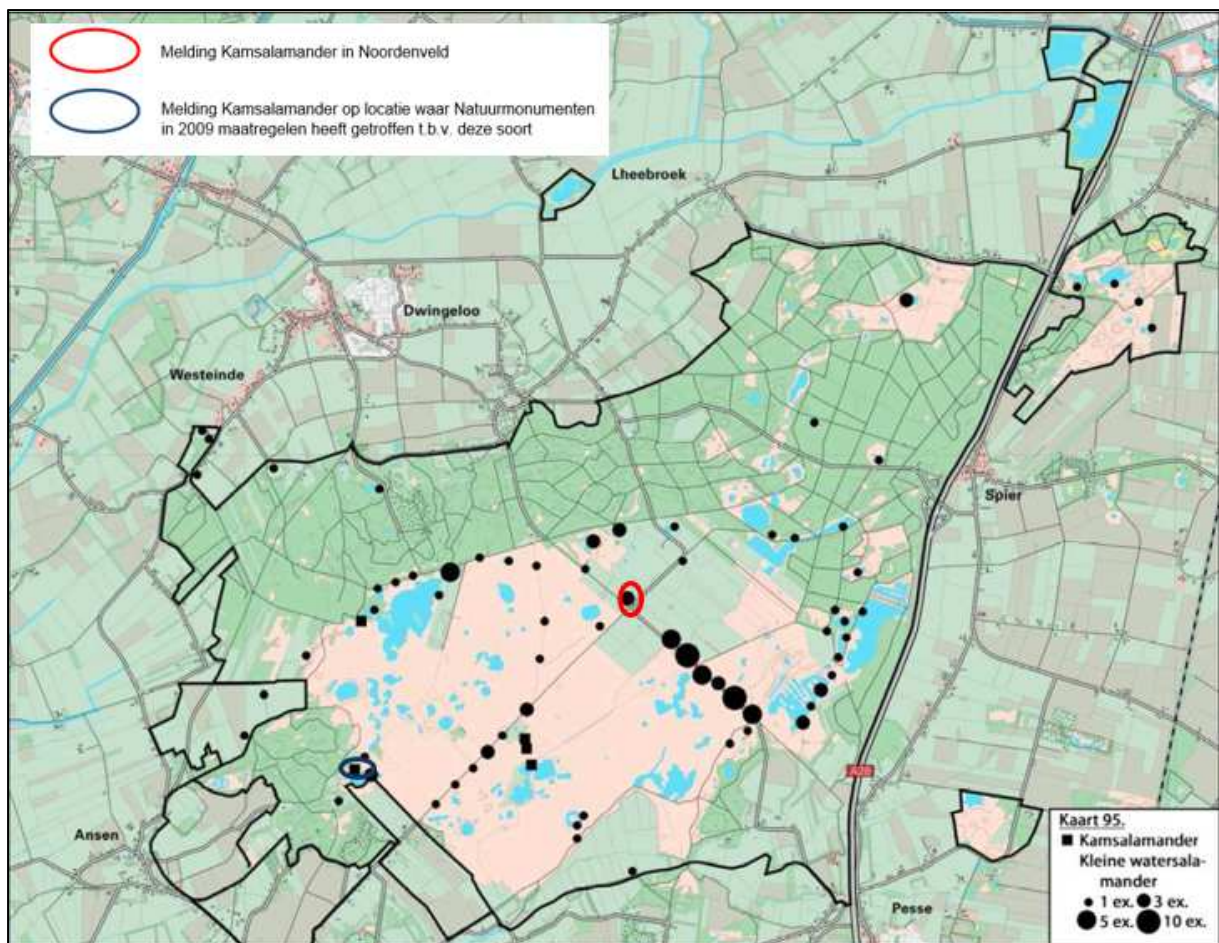 Melding Kamsalamander in Noordenveld
Melding Kamsalamander op locatie waar Natuurmonumenten
in 2009 maatregelen heeft getroffen t.b.v. deze soort
Lheebroek
Dwingeloo
Westeinde
Spier
A28
Ansen
Pesse
Kaart 95.
Kamsalamander
Kleine watersala-
mander
1 ex. 3 ex.
5 ex. 10 ex.